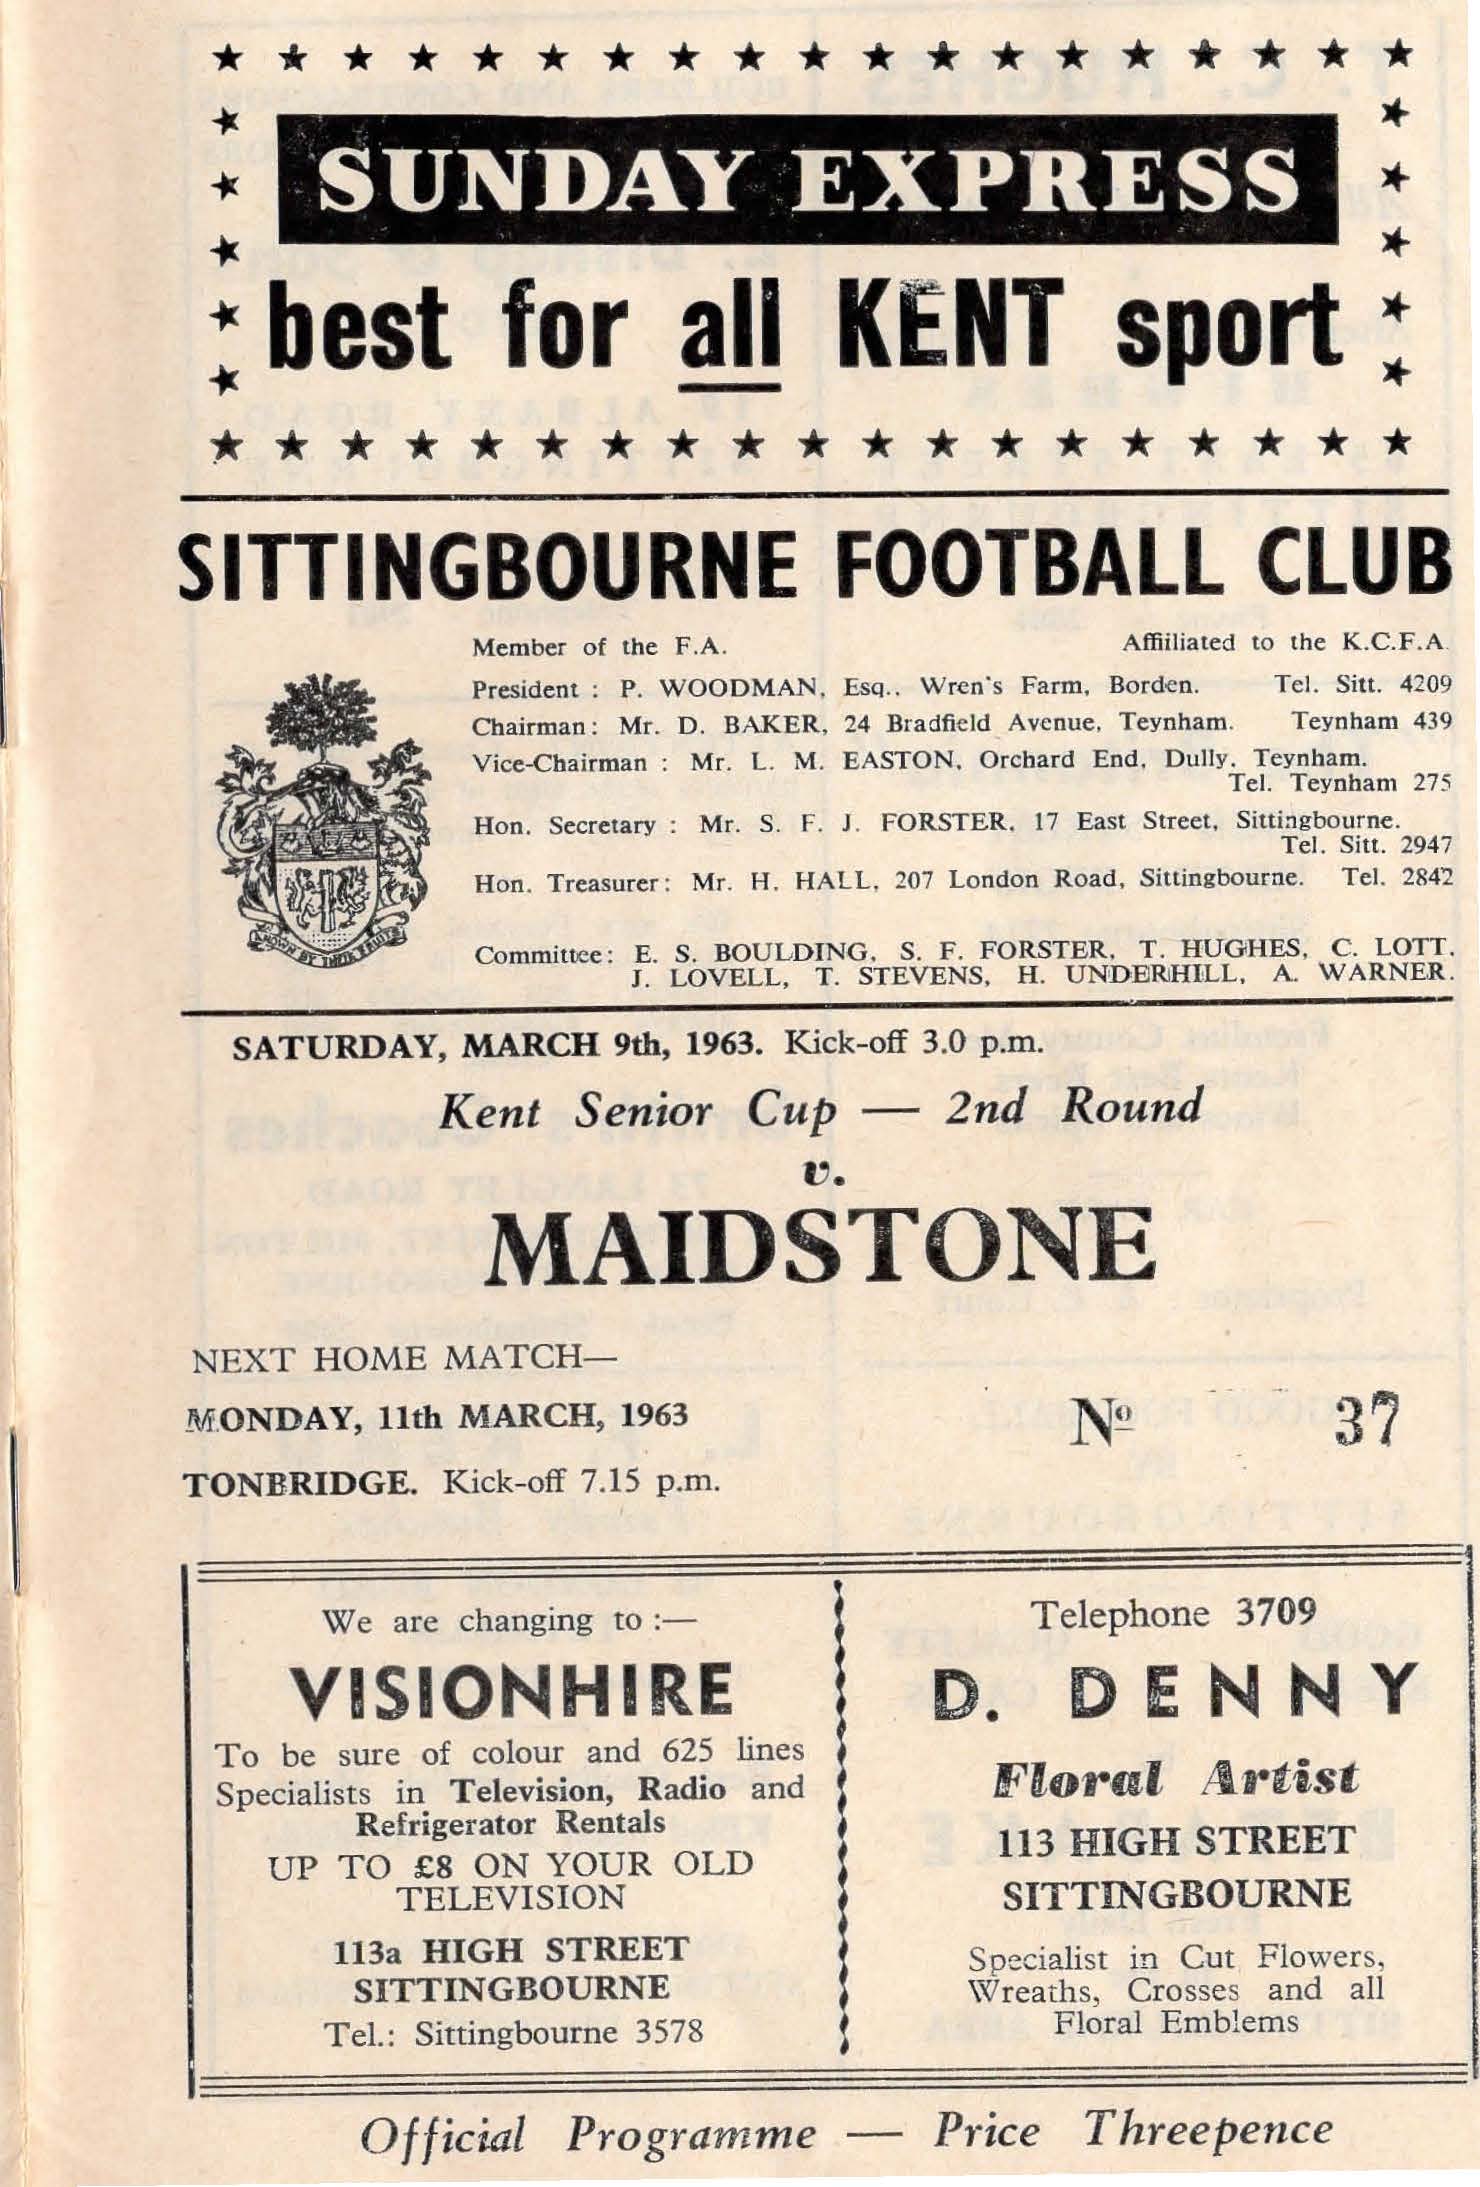 SUNDAY EXPRESS
best for all KENT sport
SITTINGBOURNE FOOTBALL CLUB
Member of the F.A. Affiiliated to the K.C.F.A.
President : P. WOODMAN, Esq., Wren's Farm, Borden. Tel. Sitt. 4209
Chairman: Mr. D. BAKER, 24 Bradfield Avenue, Teynham. Teynham 439
Vice-Chairman : Mr. L. M. EASTON, Orchard End, Dully, Teynham.
Tel. Teynham 275
Hon. Secretary : Mr. S. F. J. FORSTER, 17 East Street, Sittingbourne.
Tel. Sitt. 2947
Hon. Treasurer: Mr. H. HALL, 207 London Road, Sittingbourne. Tel. 2842
KNOWN BY THEIR FRUITS
Committee: E. S. BOULDING, S. F. FORSTER, T. HUGHES, C. LOTT,
J. LOVELL, T. STEVENS, H. UNDERHILL, A. WARNER.
SATURDAY, MARCH 9th, 1963. Kick-off 3.0 p.m.
Kent Senior Cup — 2nd Round
v.
MAIDSTONE
NEXT HOME MATCH—
MONDAY, 11th MARCH, 1963
TONBRIDGE. Kick-off 7.15 p.m.
Nº 37
We are changing to :—
VISIONHIRE
To be sure of colour and 625 lines
Specialists in Television, Radio and
Refrigerator Rentals
UP TO £8 ON YOUR OLD
TELEVISION
113a HIGH STREET
SITTINGBOURNE
Tel.: Sittingbourne 3578
Telephone 3709
D. DENNY
Floral Artist
113 HIGH STREET
SITTINGBOURNE
Specialist in Cut Flowers,
Wreaths, Crosses and all
Floral Emblems
Official Programme — Price Threepence